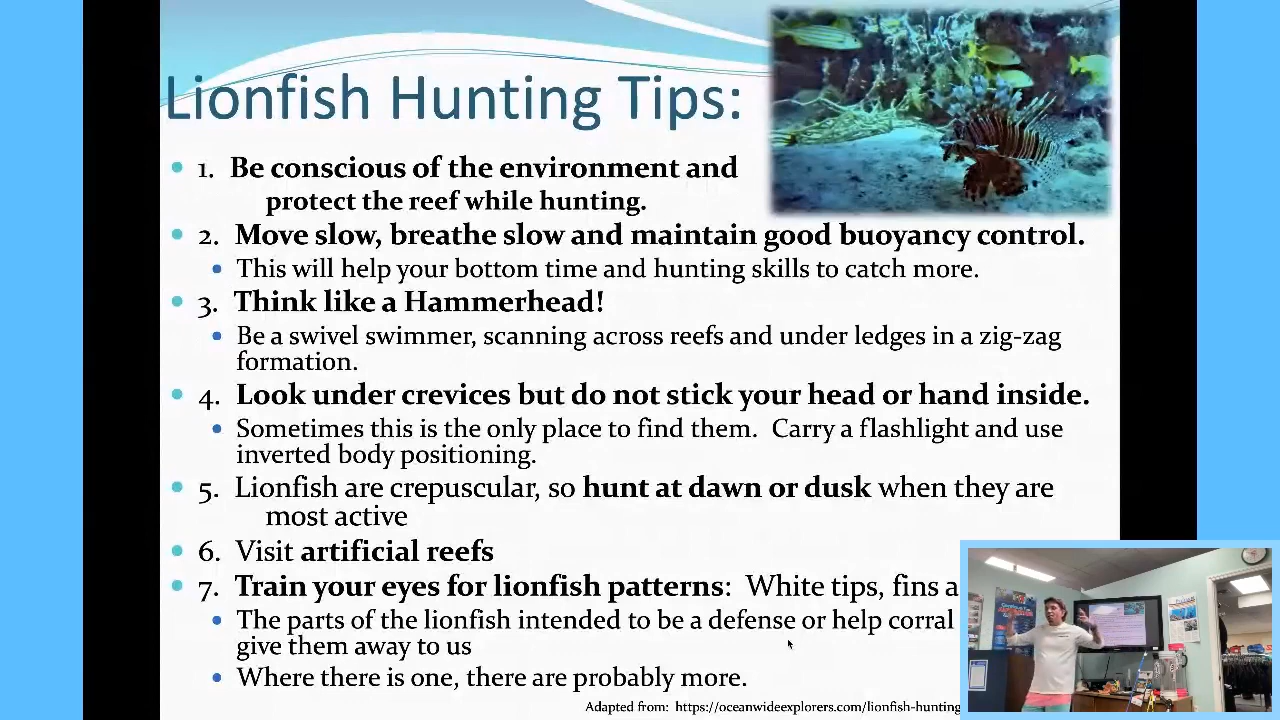 Lionfish Hunting Tips:
1. Be conscious of the environment and
protect the reef while hunting.
2. Move slow, breathe slow and maintain good buoyancy control.
This will help your bottom time and hunting skills to catch more.
3. Think like a Hammerhead!
Be a swivel swimmer, scanning across reefs and under ledges in a zig-zag
formation.
4. Look under crevices but do not stick your head or hand inside.
Sometimes this is the only place to find them. Carry a flashlight and use
inverted body positioning.
5. Lionfish are crepuscular, so hunt at dawn or dusk when they are
most active
6. Visit artificial reefs
7. Train your eyes for lionfish patterns: White tips, fins a
The parts of the lionfish intended to be a defense or help corral
give them away to us
Where there is one, there are probably more.
Adapted from: https://oceanwideexplorers.com/lionfish-hunting